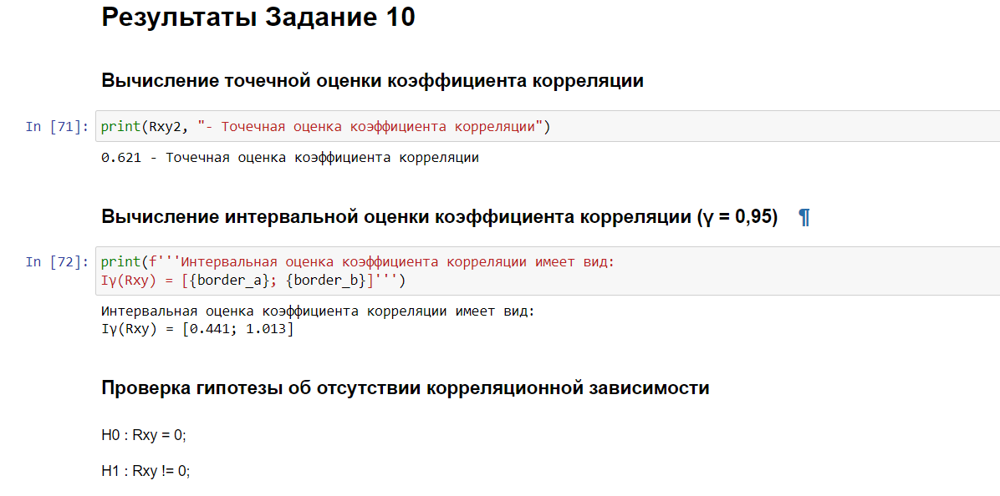 Результаты Задание 10
Вычисление точечной оценки коэффициента корреляции
In [71]: print(Rxy2, "- Точечная оценка коэффициента корреляции")
0.621 - Точечная оценка коэффициента корреляции
Вычисление интервальной оценки коэффициента корреляции (γ = 0,95) ¶
In [72]: print(f'''Интервальная оценка коэффициента корреляции имеет вид:
Iγ(Rxy) = [{border_a}; {border_b}]''')
Интервальная оценка коэффициента корреляции имеет вид:
Iγ(Rxy) = [0.441; 1.013]
Проверка гипотезы об отсутствии корреляционной зависимости
H0 : Rxy = 0;
H1 : Rxy != 0;